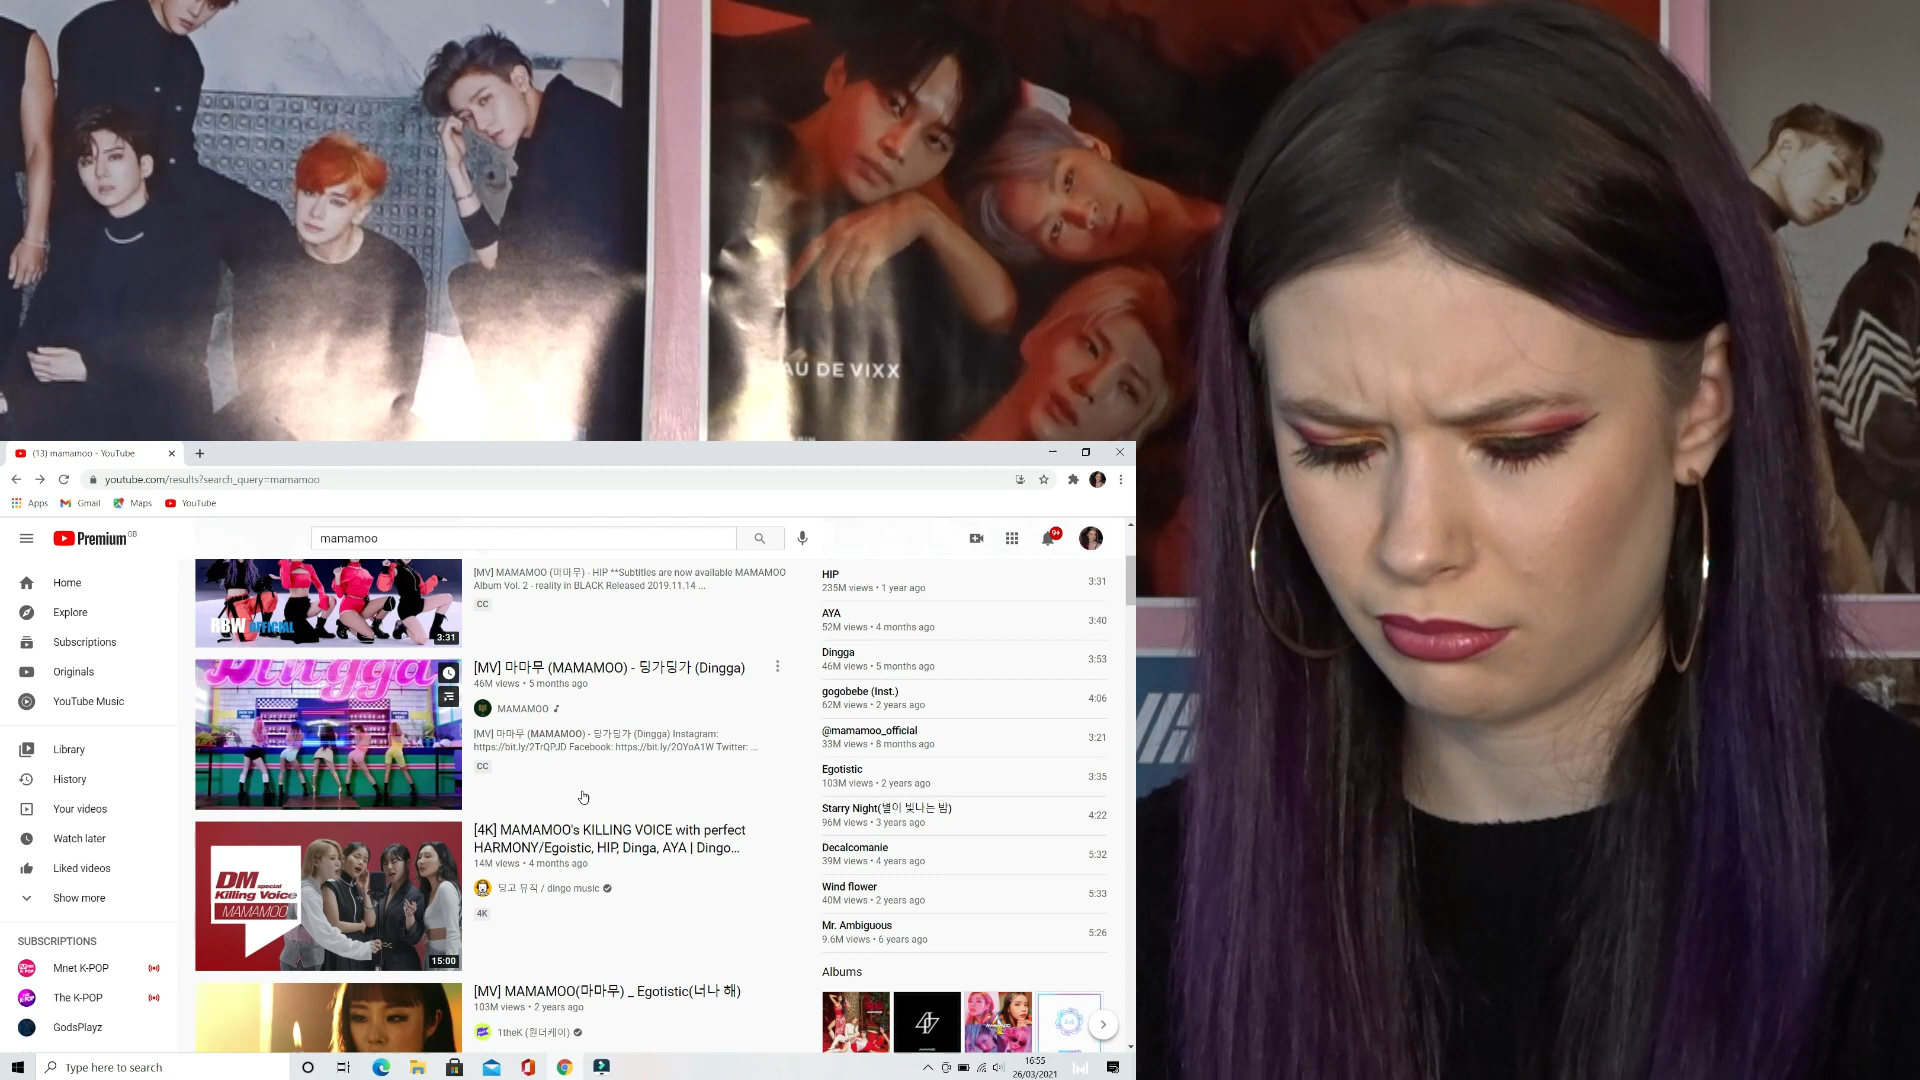 AU DE VIXX
(13) mamamoo - YouTube
youtube.com/results?search_query=mamamoo
Apps
Gmail
Maps
YouTube
Premium GB
mamamoo
9+
Home
Explore
Subscriptions
Originals
YouTube Music
Library
History
Your videos
Watch later
Liked videos
Show more
SUBSCRIPTIONS
Mnet K-POP
The K-POP
GodsPlayz
RBW OFFICIAL
3:31
[MV] MAMAMOO (마마무) - HIP **Subtitles are now available MAMAMOO
Album Vol. 2 - reality in BLACK Released 2019.11.14 ...
CC
Dingga
[MV] 마마무 (MAMAMOO) - 딩가딩가 (Dingga)
46M views • 5 months ago
MAMAMOO
[MV] 마마무 (MAMAMOO) - 딩가딩가 (Dingga) Instagram:
https://bit.ly/2TrQPJD Facebook: https://bit.ly/2OYoA1W Twitter: ...
CC
DM special
Killing Voice
MAMAMOO
15:00
[4K] MAMAMOO's KILLING VOICE with perfect
HARMONY/Egoistic, HIP, Dinga, AYA | Dingo...
14M views • 4 months ago
딩고 뮤직 / dingo music
4K
[MV] MAMAMOO(마마무) _ Egotistic(너나 해)
103M views • 2 years ago
1theK (원더케이)
HIP
235M views • 1 year ago
3:31
AYA
52M views • 4 months ago
3:40
Dingga
46M views • 5 months ago
3:53
gogobebe (Inst.)
62M views • 2 years ago
4:06
@mamamoo_official
33M views • 8 months ago
3:21
Egotistic
103M views • 2 years ago
3:35
Starry Night(별이 빛나는 밤)
96M views • 3 years ago
4:22
Decalcomanie
39M views • 4 years ago
5:32
Wind flower
40M views • 2 years ago
5:33
Mr. Ambiguous
9.6M views • 6 years ago
5:26
Albums
Type here to search
16:55
26/03/2021